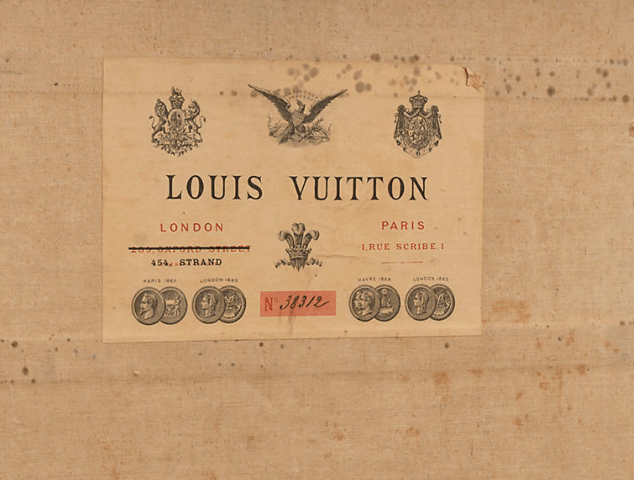 LOUIS VUITTON
LONDON
289, OXFORD STREET
454, STRAND
PARIS
1, RUE SCRIBE 1
PARIS 1867
LONDON 1885
No 38312
HAVRE 1868
LONDON 1885